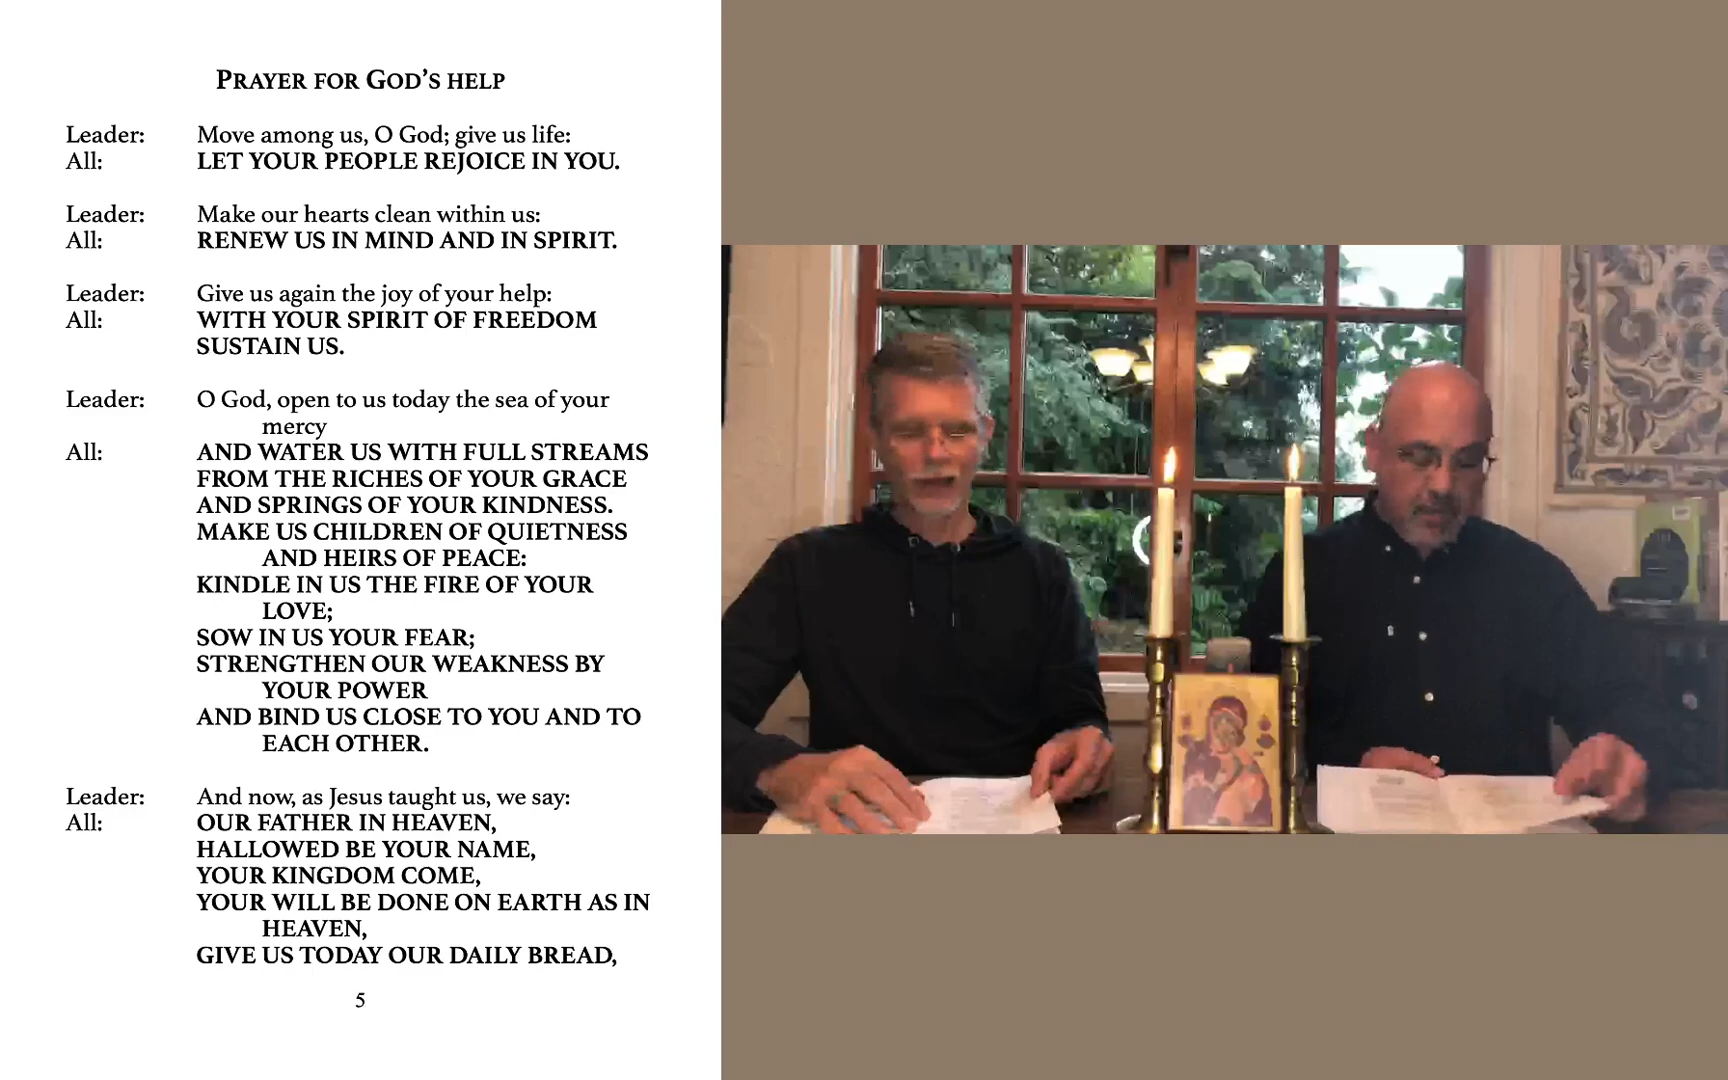 PRAYER FOR GOD'S HELP
Leader: Move among us, O God; give us life:
All: LET YOUR PEOPLE REJOICE IN YOU.
Leader: Make our hearts clean within us:
All: RENEW US IN MIND AND IN SPIRIT.
Leader: Give us again the joy of your help:
All: WITH YOUR SPIRIT OF FREEDOM
SUSTAIN US.
Leader: O God, open to us today the sea of your
mercy
All: AND WATER US WITH FULL STREAMS
FROM THE RICHES OF YOUR GRACE
AND SPRINGS OF YOUR KINDNESS.
MAKE US CHILDREN OF QUIETNESS
AND HEIRS OF PEACE:
KINDLE IN US THE FIRE OF YOUR
LOVE;
SOW IN US YOUR FEAR;
STRENGTHEN OUR WEAKNESS BY
YOUR POWER
AND BIND US CLOSE TO YOU AND TO
EACH OTHER.
Leader: And now, as Jesus taught us, we say:
All: OUR FATHER IN HEAVEN,
HALLOWED BE YOUR NAME,
YOUR KINGDOM COME,
YOUR WILL BE DONE ON EARTH AS IN
HEAVEN,
GIVE US TODAY OUR DAILY BREAD,
5